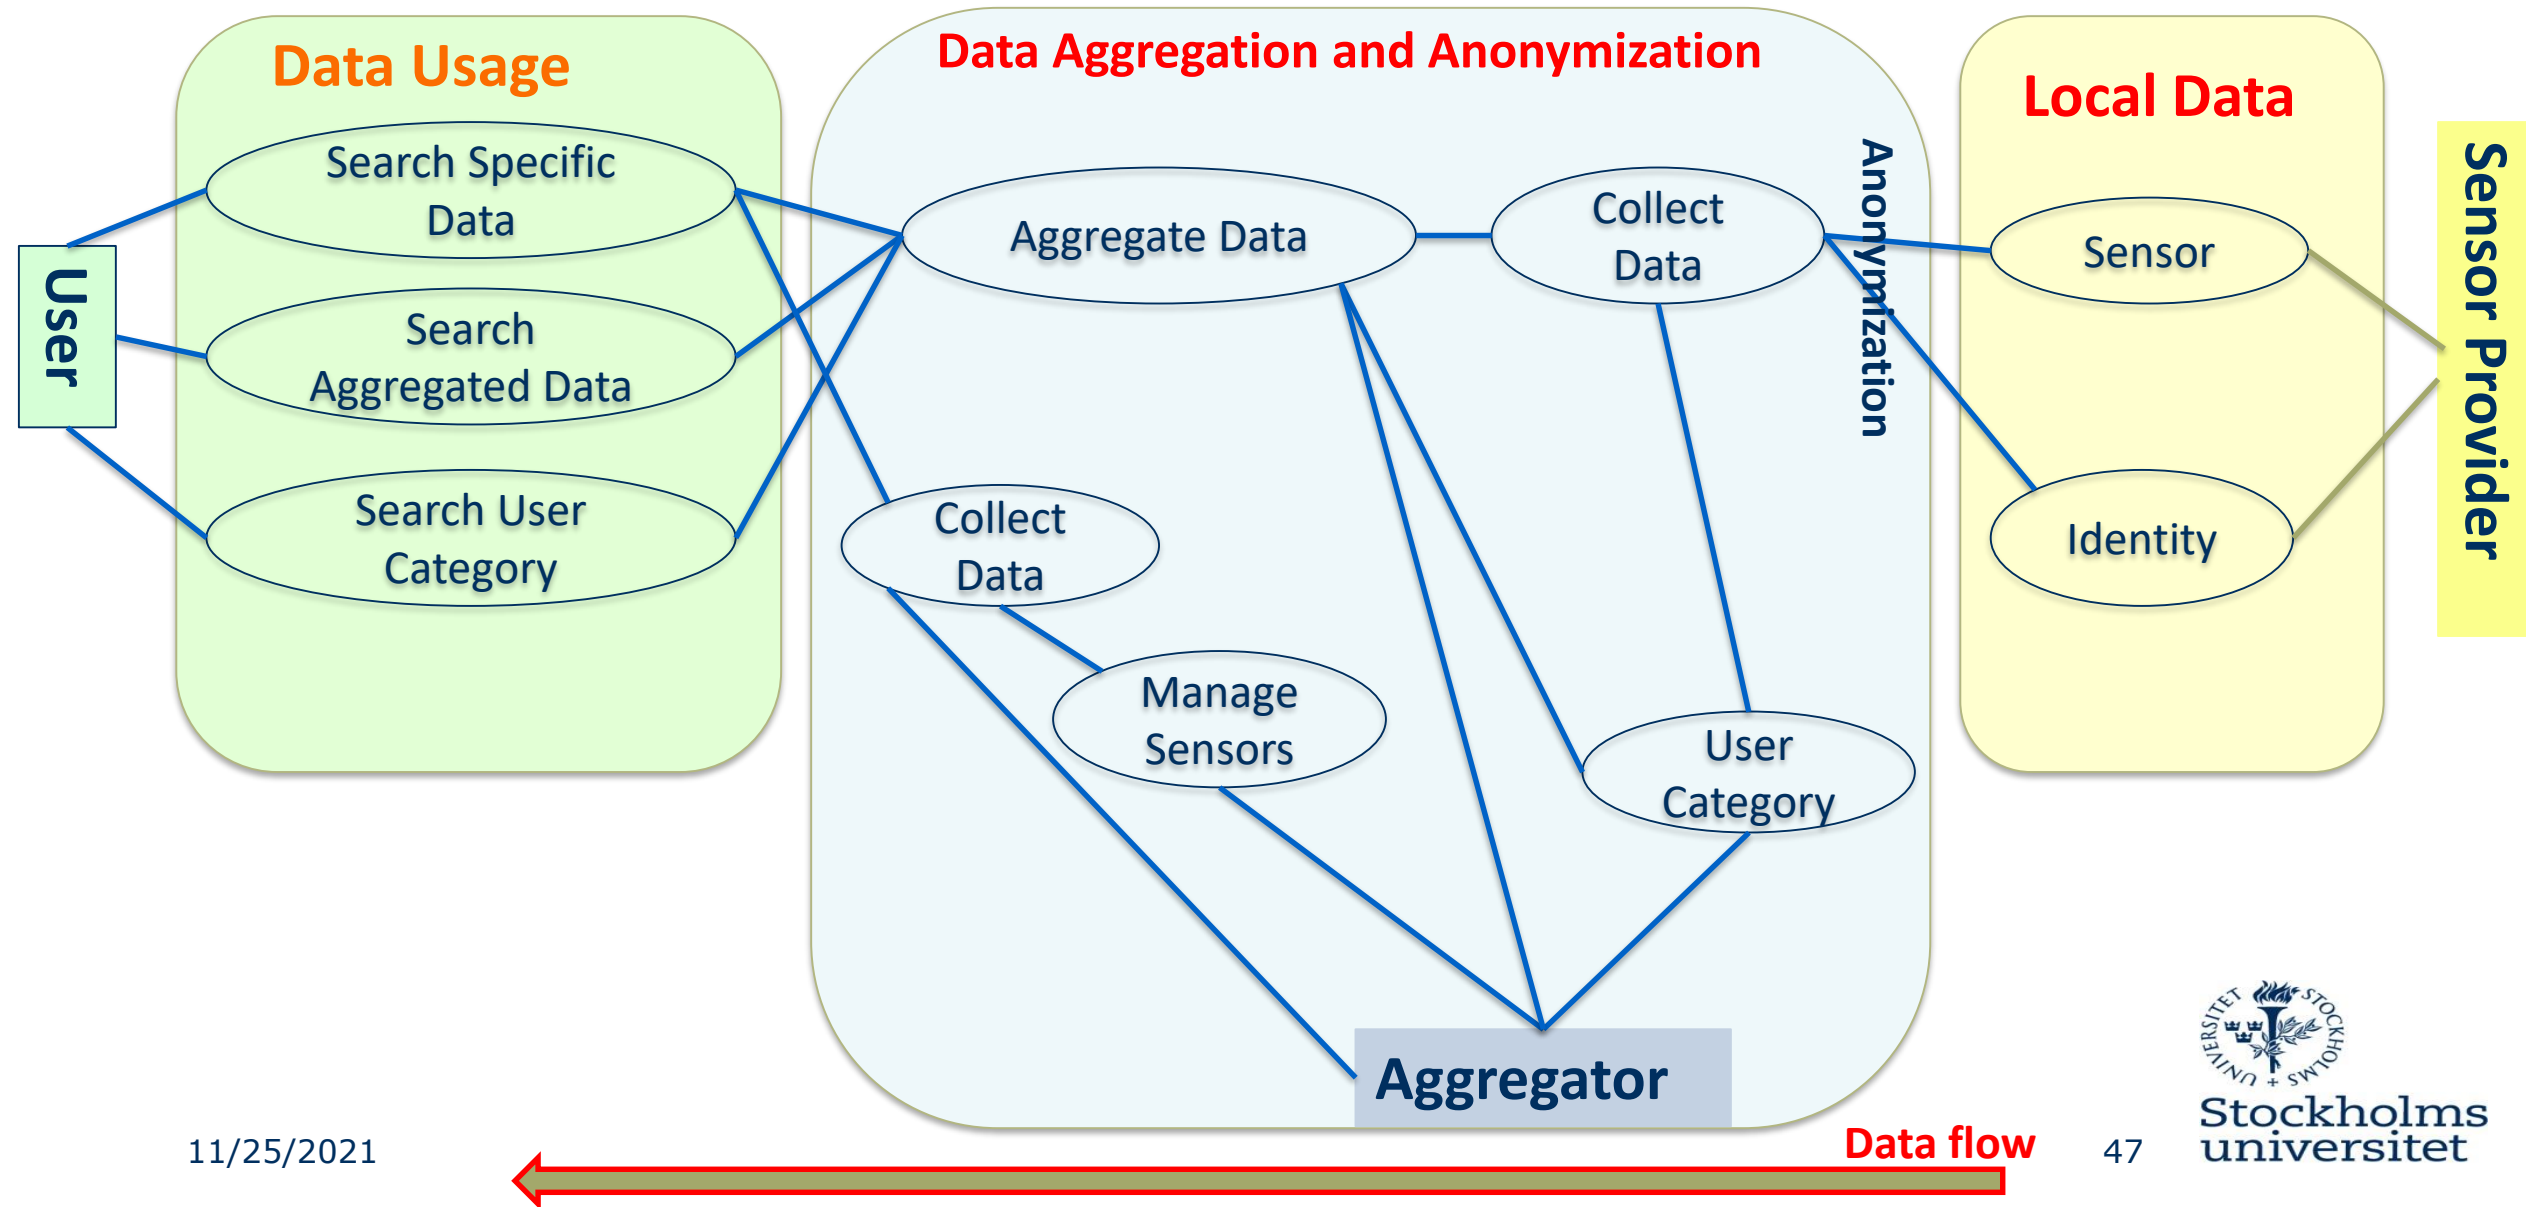 Data Usage
Data Aggregation and Anonymization
Local Data
User
Search Specific
Data
Search
Aggregated Data
Search User
Category
Aggregate Data
Collect
Data
Anonymization
Collect
Data
Manage
Sensors
User
Category
Aggregator
Sensor
Identity
Sensor Provider
11/25/2021
Data flow
47
UNIVERSITET + STOCKHOLMS
Stockholms
universitet